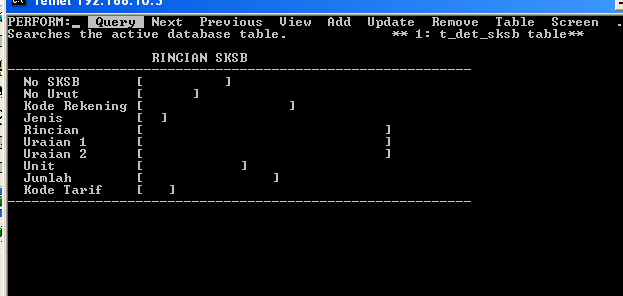 Telnet 192.168.10.5
PERFORM:_ Query Next Previous View Add Update Remove Table Screen .
Searches the active database table. ** 1: t_det_sksb table**
RINCIAN SKSB
No SKSB [ ]
No Urut [ ]
Kode Rekening [ ]
Jenis [ ]
Rincian [ ]
Uraian 1 [ ]
Uraian 2 [ ]
Unit [ ]
Jumlah [ ]
Kode Tarif [ ]